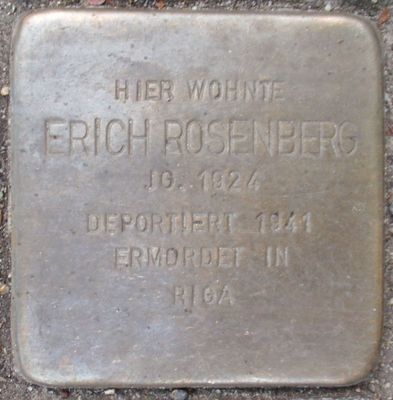 HIER WOHNTE
ERICH ROSENBERG
JG. 1924
DEPORTIERT 1941
ERMORDET IN
RIGA